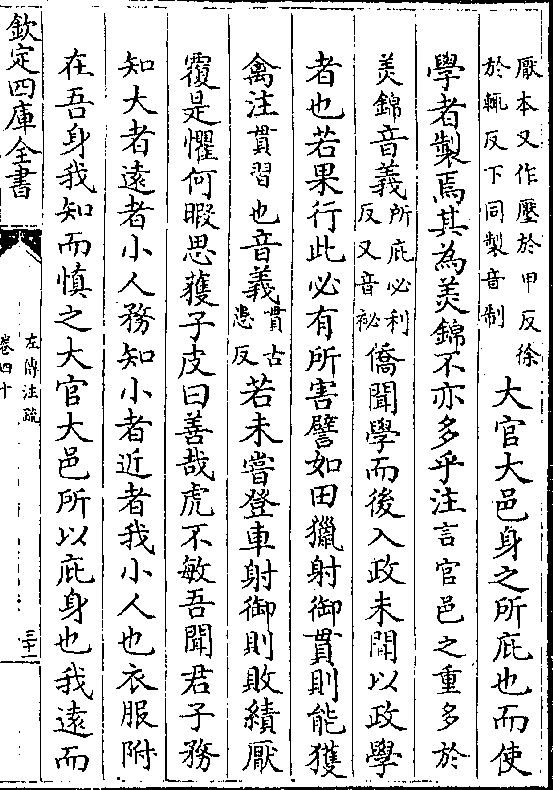 厭本又作壓於甲反徐
於輒反下同製音制
大官大邑身之所庇也而使
學者製焉其為美錦不亦多乎注言官邑之重多於
美錦音義
所庇必利
反又音袐
僑聞學而後入政未聞以政學
者也若果行此必有所害譬如田獵射御貫則能獲
禽注貫習也音義
貫古
患反
若未嘗登車射御則敗績厭
覆是懼何暇思獲子皮曰善哉虎不敏吾聞君子務
知大者遠者小人務知小者近者我小人也衣服附
在吾身我知而慎之大官大邑所以庇身也我遠而
欽定四庫全書
左傳注疏
卷四十
三十一